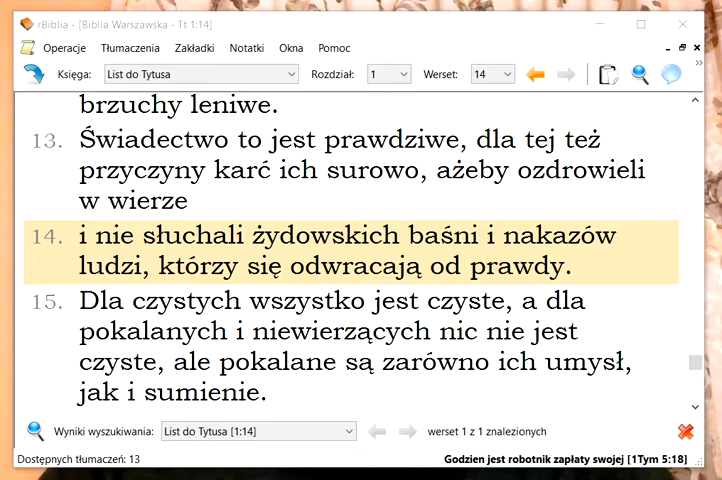 rBiblia - [Biblia Warszawska - Tt 1:14]
Operacje Tłumaczenia Zakładki Notatki Okna Pomoc
Księga: List do Tytusa Rozdział: 1 Werset: 14
brzuchy leniwe.
13. Świadectwo to jest prawdziwe, dla tej też
przyczyny karć ich surowo, ażeby ozdrowieli
w wierze
14. i nie słuchali żydowskich baśni i nakazów
ludzi, którzy się odwracają od prawdy.
15. Dla czystych wszystko jest czyste, a dla
pokalanych i niewierzących nic nie jest
czyste, ale pokalane są zarówno ich umysł,
jak i sumienie.
Wyniki wyszukiwania: List do Tytusa [1:14] werset 1 z 1 znalezionych
Dostępnych tłumaczeń: 13 Godzien jest robotnik zapłaty swojej [1Tym 5:18]